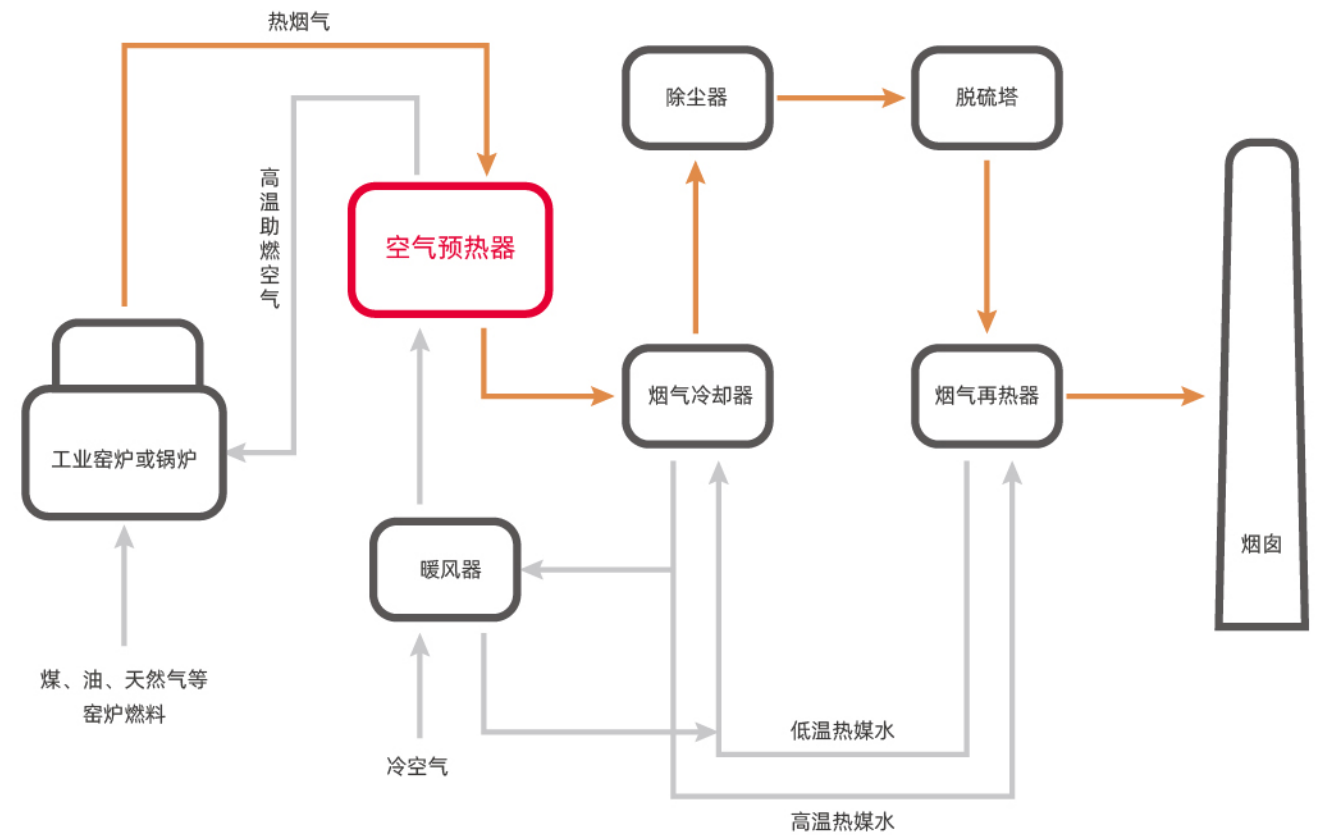 热烟气
除尘器
脱硫塔
高温助燃空气
空气预热器
烟气冷却器
烟气再热器
工业窑炉或锅炉
烟囱
暖风器
煤、油、天然气等
窑炉燃料
低温热媒水
冷空气
高温热媒水